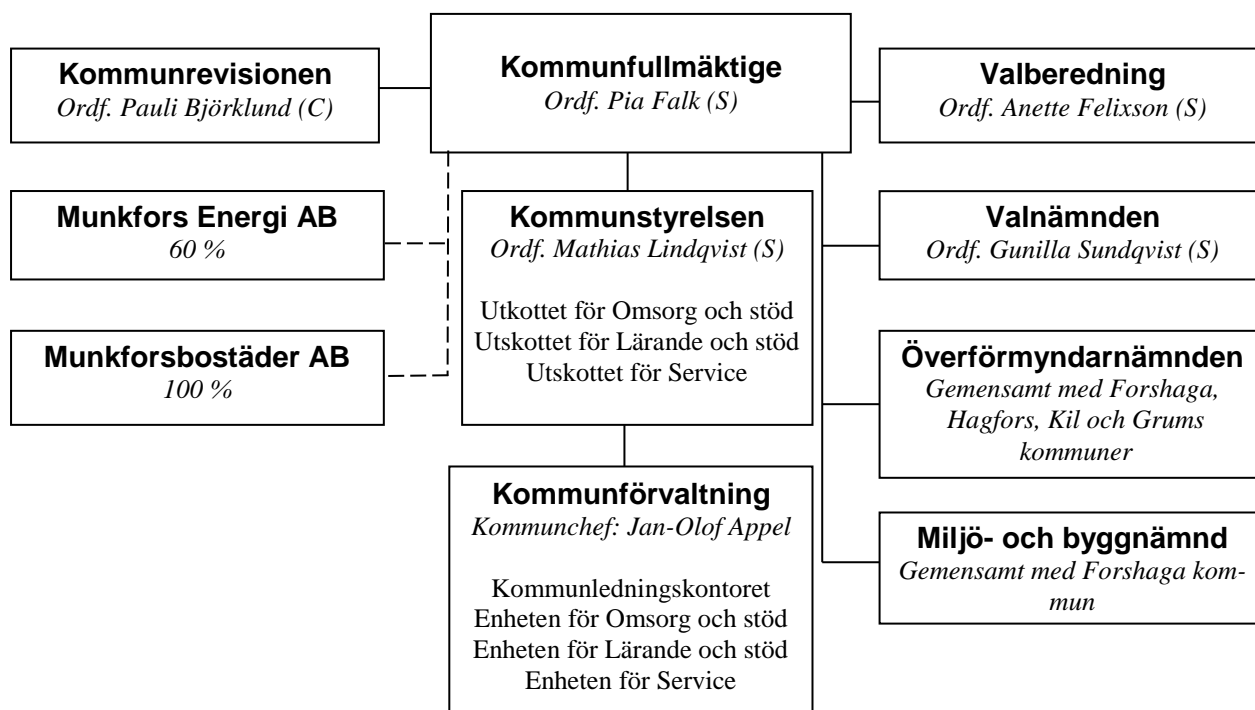 Kommunrevisionen
Ordf. Pauli Björklund (C)
Kommunfullmäktige
Ordf. Pia Falk (S)
Valberedning
Ordf. Anette Felixson (S)
Munkfors Energi AB
60 %
Kommunstyrelsen
Ordf. Mathias Lindqvist (S)
Utkottet för Omsorg och stöd
Utskottet för Lärande och stöd
Utskottet för Service
Valnämnden
Ordf. Gunilla Sundqvist (S)
Munkforsbostäder AB
100 %
Överförmyndarnämnden
Gemensamt med Forshaga,
Hagfors, Kil och Grums
kommuner
Kommunförvaltning
Kommunchef: Jan-Olof Appel
Kommunledningskontoret
Enheten för Omsorg och stöd
Enheten för Lärande och stöd
Enheten för Service
Miljö- och byggnämnd
Gemensamt med Forshaga kom-
mun